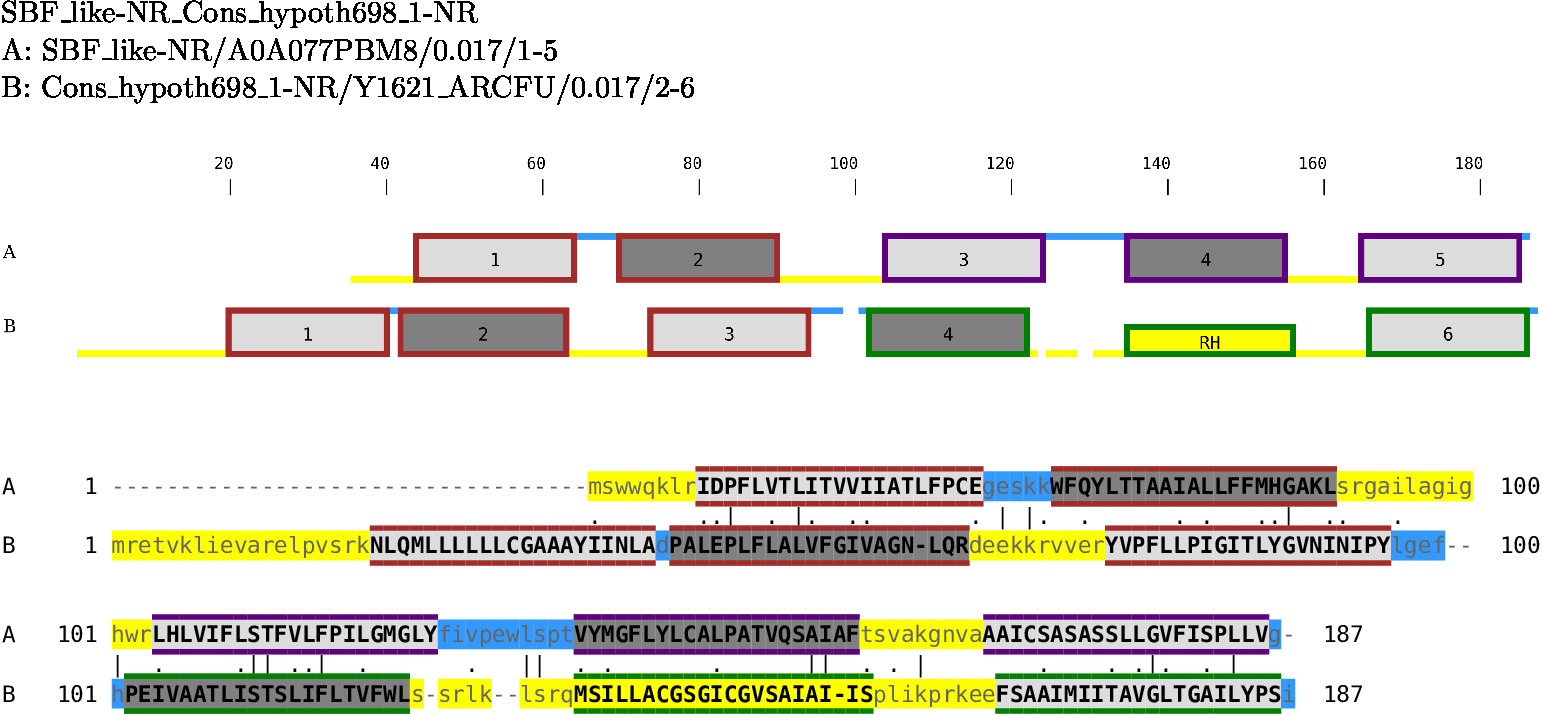 SBF_like-NR_Cons_hypoth698_1-NR
A: SBF_like-NR/A0A077PBM8/0.017/1-5
B: Cons_hypoth698_1-NR/Y1621_ARCFU/0.017/2-6
20 40 60 80 100 120 140 160 180
A 1 2 3 4 5
B 1 2 3 4 RH 6
A 1 -----------------------------------mswwqklrIDPFLVTLITVVIIATLFPCEgeskkWFQYLTTAAIALLFFMHGAKLsrgailagig 100
B 1 mretvklievarelpvsrkNLQMLLLLLLCGAAAYIINLAdPALEPLFLALVFGIVAGN-LQRdeekkrvverYVPFLLPIGITLYGVNINIPYlgef-- 100
A 101 hwrLHLVIFLSTFVLFPILGMGLYfivpewlsptVYMGFLYLCALPATVQSAIAFtsvakgnvaAAICSASASSLLGVFISPLLVg- 187
B 101 hPEIVAATLISTSLIFLTVFWLs-srlk--lsrqMSILLACGSGICGVSAIAI-ISplikprkeeFSAAIMIITAVGLTGAILYPSi 187